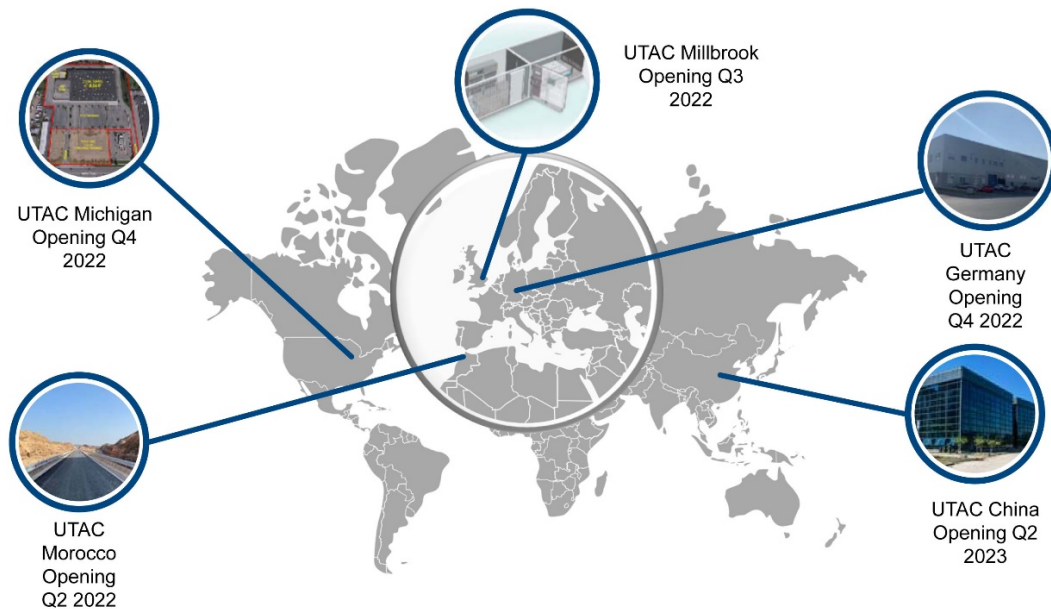 UTAC Millbrook
Opening Q3
2022
UTAC Michigan
Opening Q4
2022
UTAC
Germany
Opening
Q4 2022
UTAC
Morocco
Opening
Q2 2022
UTAC China
Opening Q2
2023